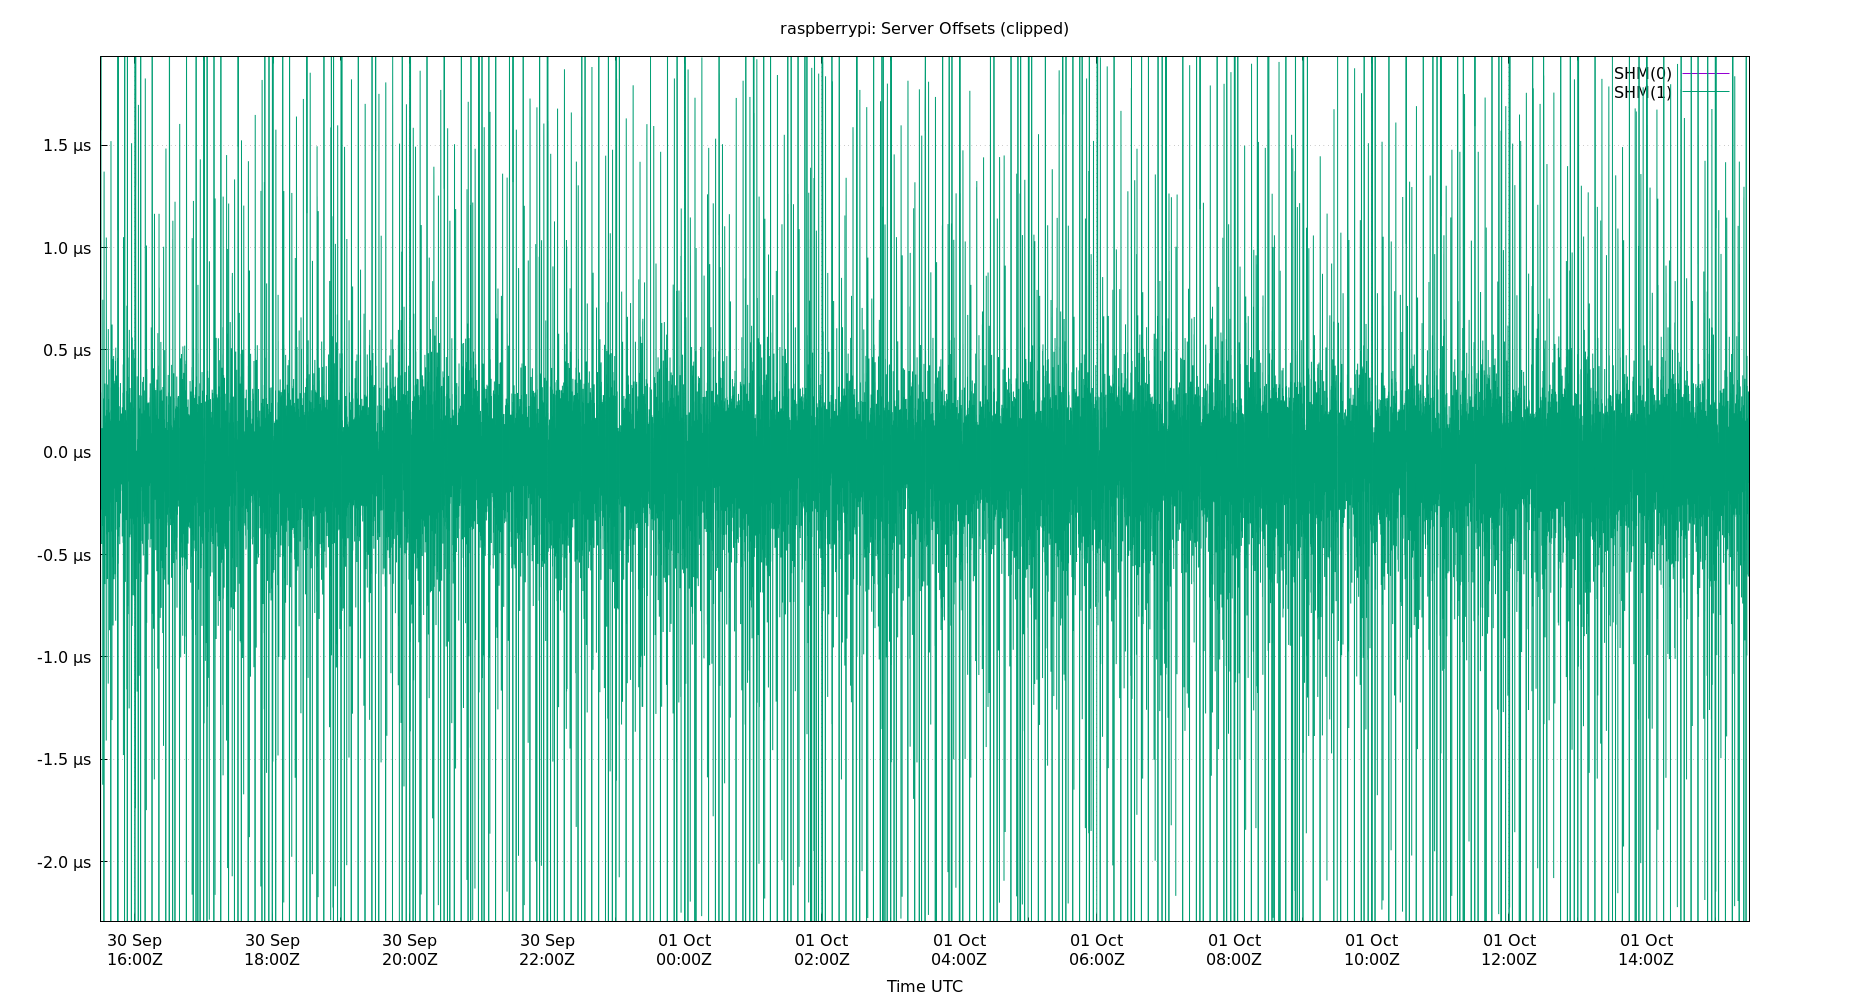 raspberrypi: Server Offsets (clipped)
SHM(0)
SHM(1)
1.5 µs
1.0 µs
0.5 µs
0.0 µs
-0.5 µs
-1.0 µs
-1.5 µs
-2.0 µs
30 Sep 30 Sep 30 Sep 30 Sep 01 Oct 01 Oct 01 Oct 01 Oct 01 Oct 01 Oct 01 Oct 01 Oct
16:00Z 18:00Z 20:00Z 22:00Z 00:00Z 02:00Z 04:00Z 06:00Z 08:00Z 10:00Z 12:00Z 14:00Z
Time UTC